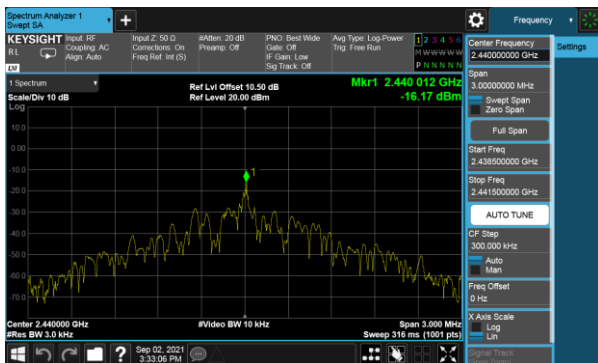 Spectrum Analyzer 1
Swept SA
Frequency
KEYSIGHT
RL
Input: RF
Coupling: AC
Align: Auto
Input Z: 50 Ω
Corrections: On
Freq Ref: Int (S)
#Atten: 20 dB
Preamp: Off
PNO: Best Wide
Gate: Off
IF Gain: Low
Sig Track: Off
Avg Type: Log-Power
Trig: Free Run
1 2 3 4 5 6
M W W W W W
P N N N N N
1 Spectrum
Scale/Div 10 dB
Log
Ref Lvl Offset 10.50 dB
Ref Level 20.00 dBm
Mkr1 2.440 012 GHz
-16.17 dBm
10.0
0.00
-10.0
-20.0
-30.0
-40.0
-50.0
-60.0
-70.0
1
Center 2.440000 GHz
#Res BW 3.0 kHz
#Video BW 10 kHz
Span 3.000 MHz
Sweep 316 ms (1001 pts)
Center Frequency
2.440000000 GHz
Settings
Span
3.00000000 MHz
Swept Span
Zero Span
Full Span
Start Freq
2.438500000 GHz
Stop Freq
2.441500000 GHz
AUTO TUNE
CF Step
300.000 kHz
Auto
Man
Freq Offset
0 Hz
X Axis Scale
Log
Lin
Signal Track
?
Sep 02, 2021
3:33:06 PM